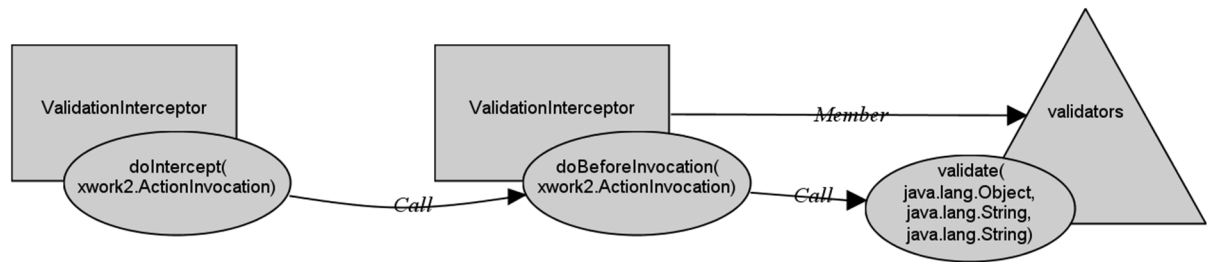 ValidationInterceptor
doIntercept(
xwork2.ActionInvocation)
Call
ValidationInterceptor
doBeforeInvocation(
xwork2.ActionInvocation)
Member
Call
validators
validate(
java.lang.Object,
java.lang.String,
java.lang.String)